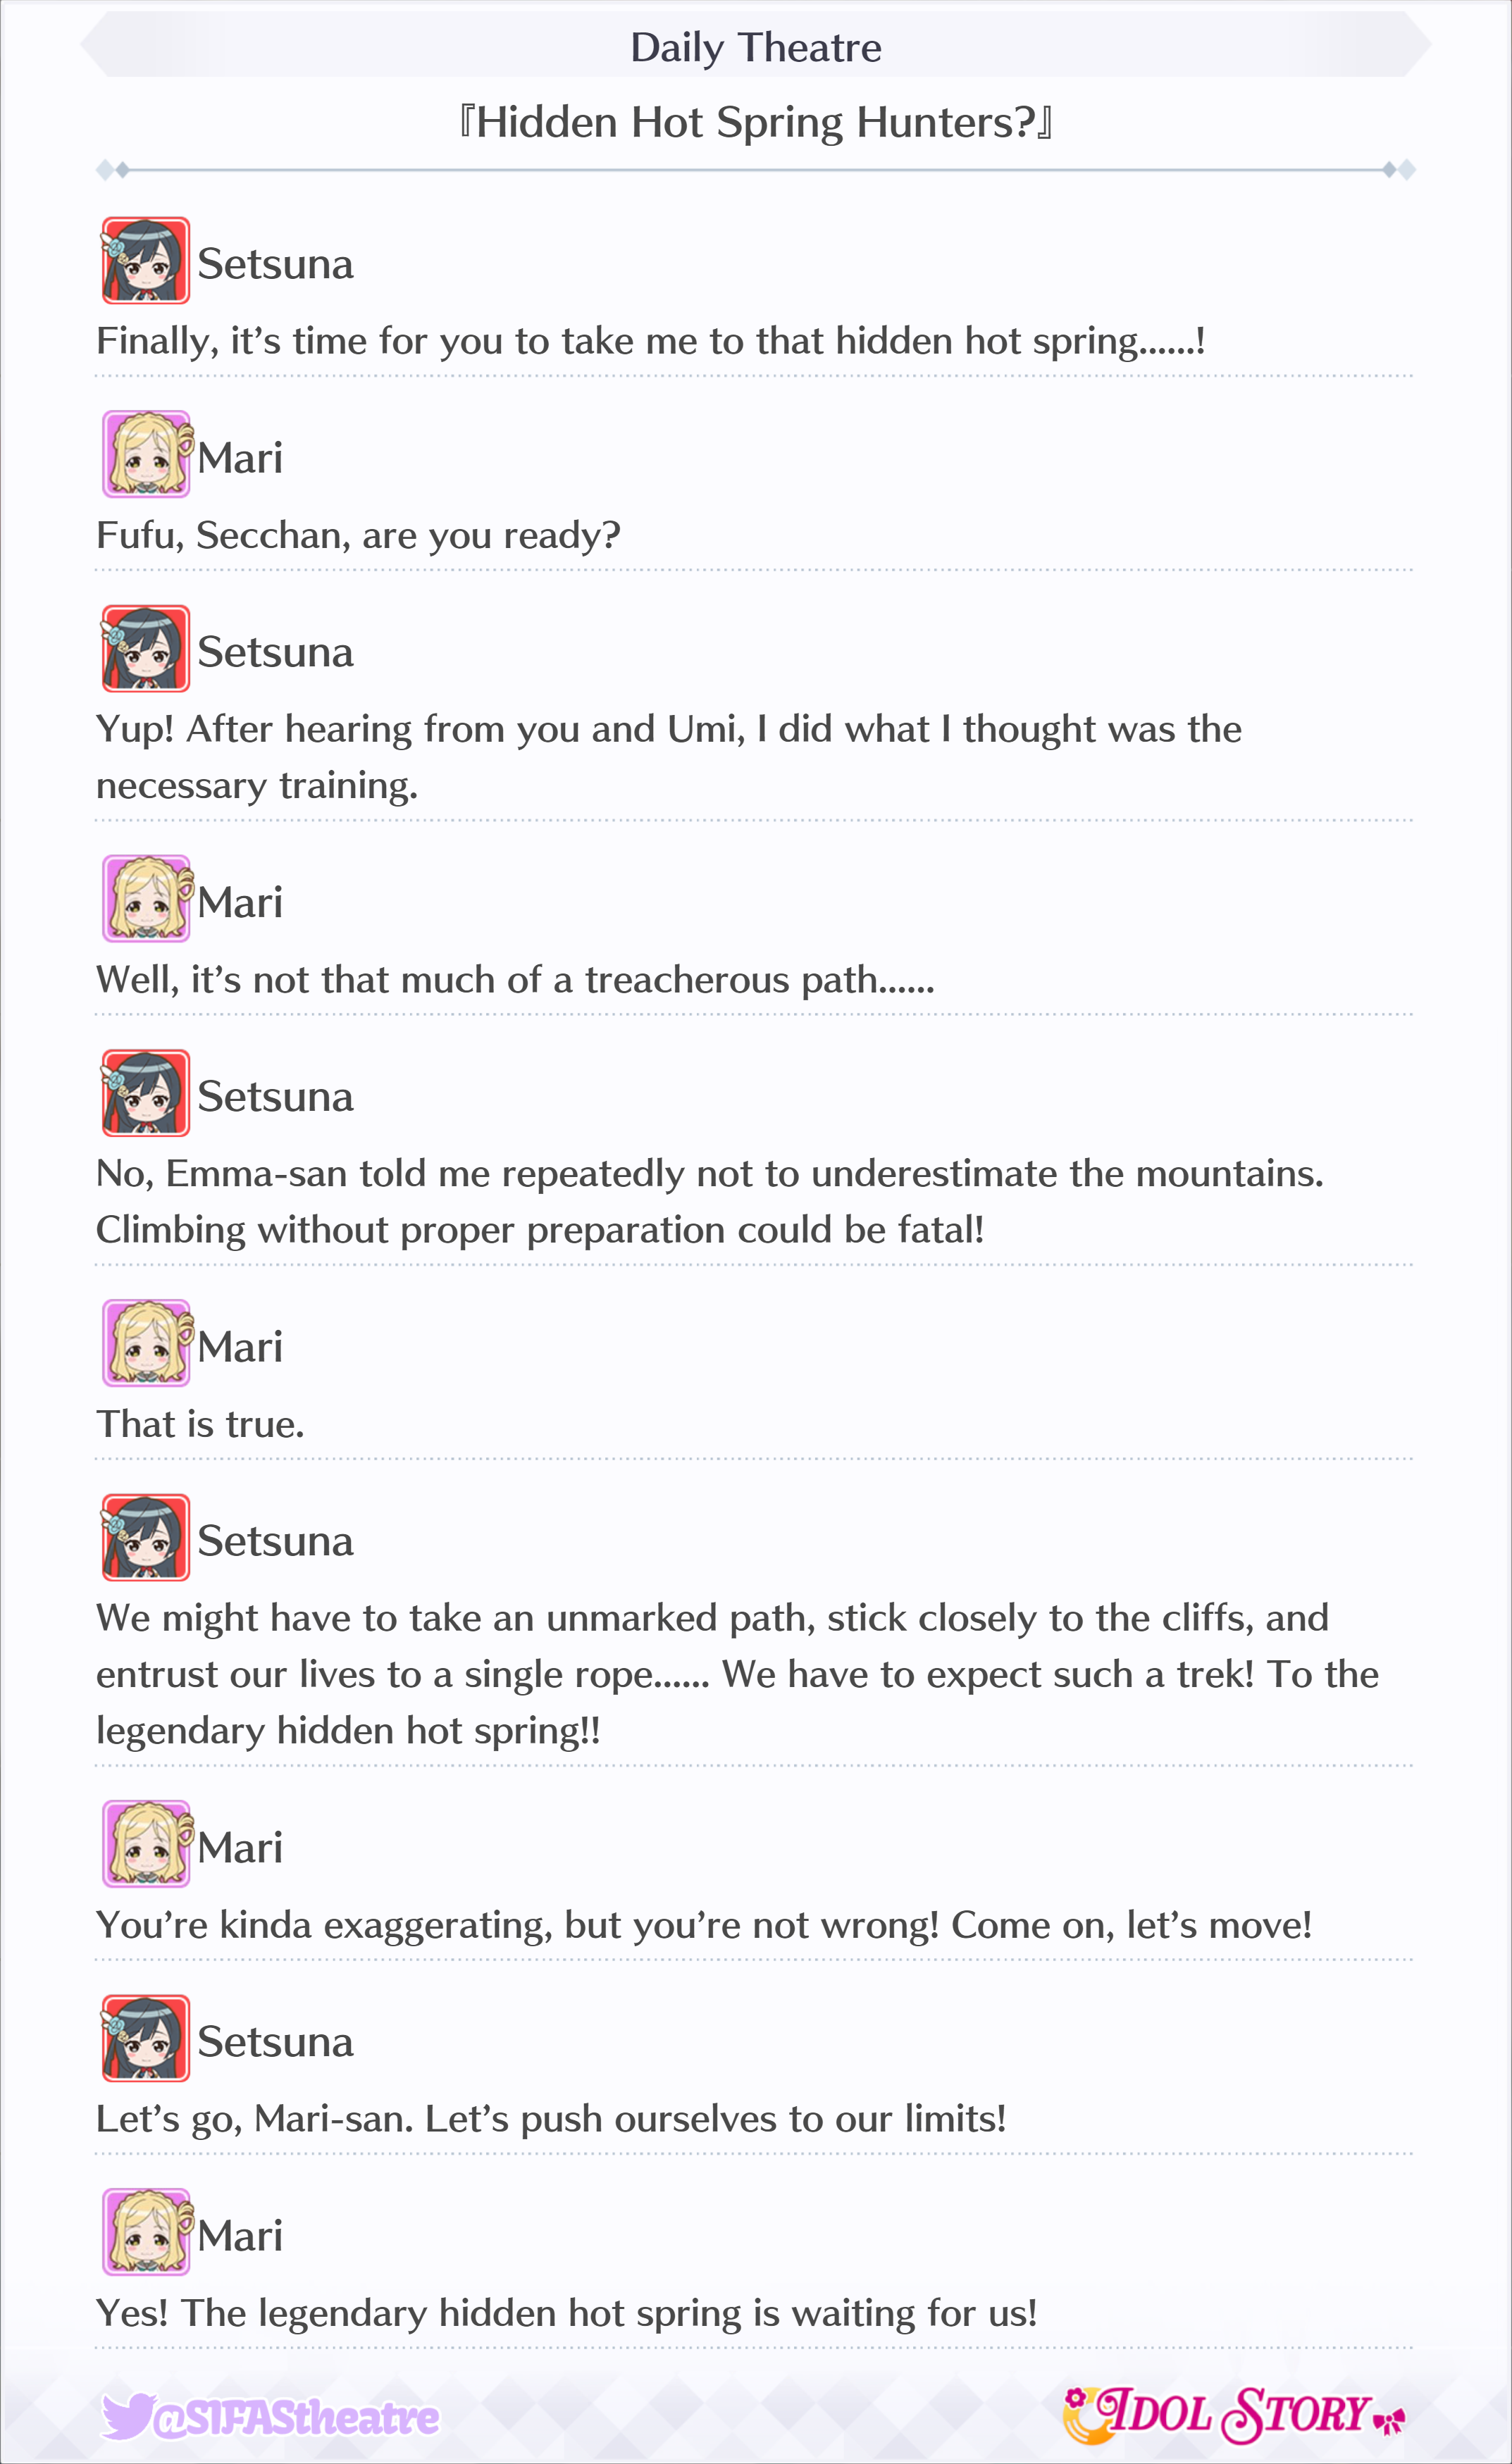 Daily Theatre
『Hidden Hot Spring Hunters?』
Setsuna
Finally, it’s time for you to take me to that hidden hot spring......!
Mari
Fufu, Secchan, are you ready?
Setsuna
Yup! After hearing from you and Umi, I did what I thought was the
necessary training.
Mari
Well, it’s not that much of a treacherous path......
Setsuna
No, Emma-san told me repeatedly not to underestimate the mountains.
Climbing without proper preparation could be fatal!
Mari
That is true.
Setsuna
We might have to take an unmarked path, stick closely to the cliffs, and
entrust our lives to a single rope...... We have to expect such a trek! To the
legendary hidden hot spring!!
Mari
You’re kinda exaggerating, but you’re not wrong! Come on, let’s move!
Setsuna
Let’s go, Mari-san. Let’s push ourselves to our limits!
Mari
Yes! The legendary hidden hot spring is waiting for us!
@SIFAStheatre
IDOL STORY